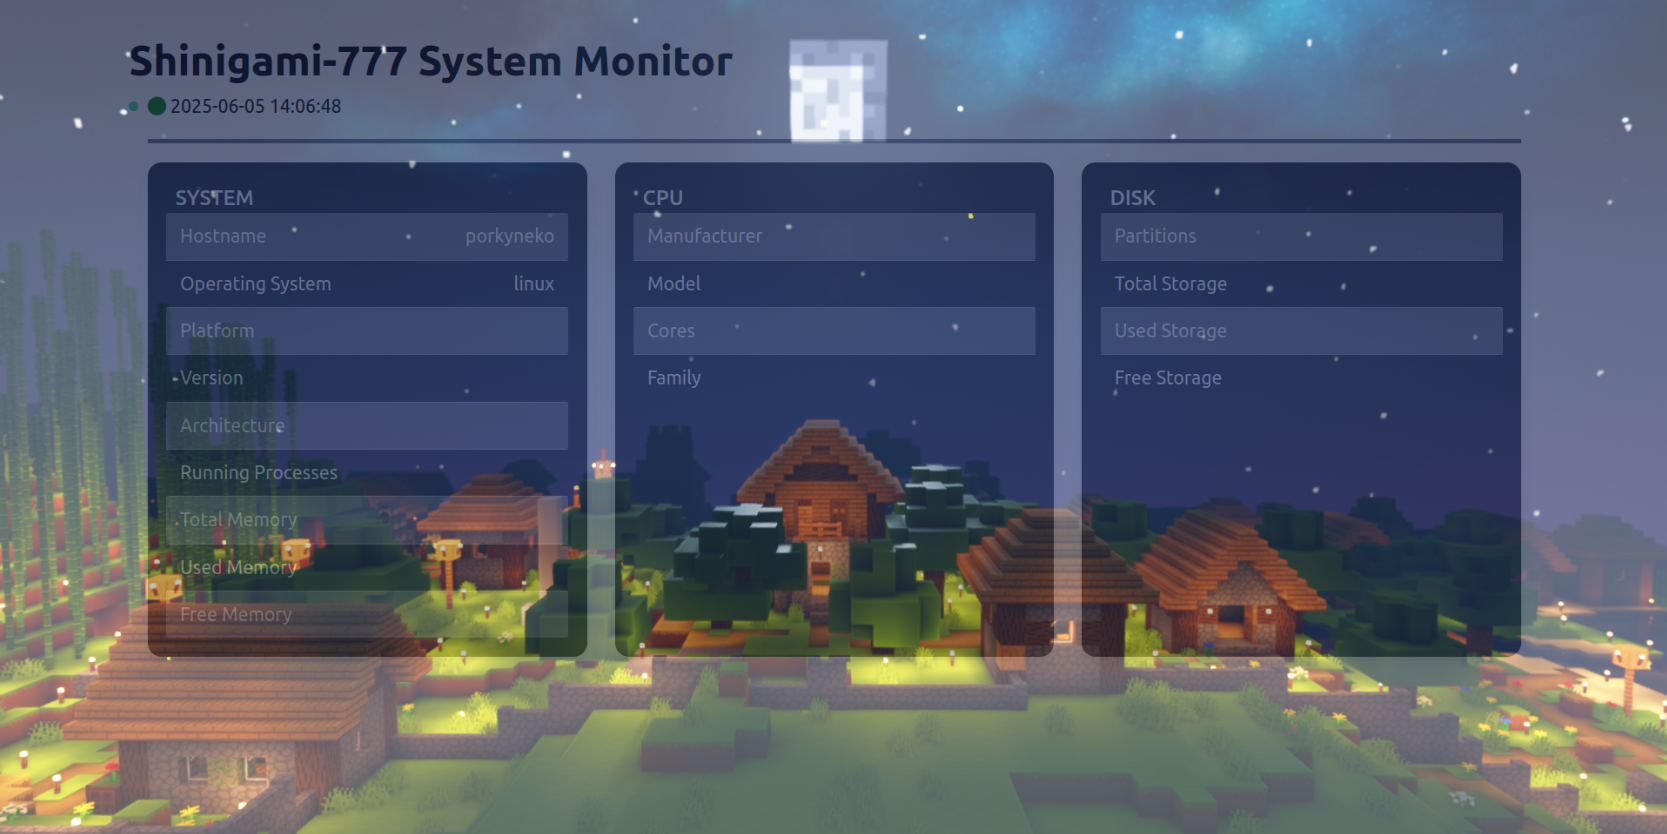 Shinigami-777 System Monitor
2025-06-05 14:06:48
SYSTEM
Hostname porkyneko
Operating System linux
Platform
Version
Architecture
Running Processes
Total Memory
Used Memory
Free Memory
CPU
Manufacturer
Model
Cores
Family
DISK
Partitions
Total Storage
Used Storage
Free Storage